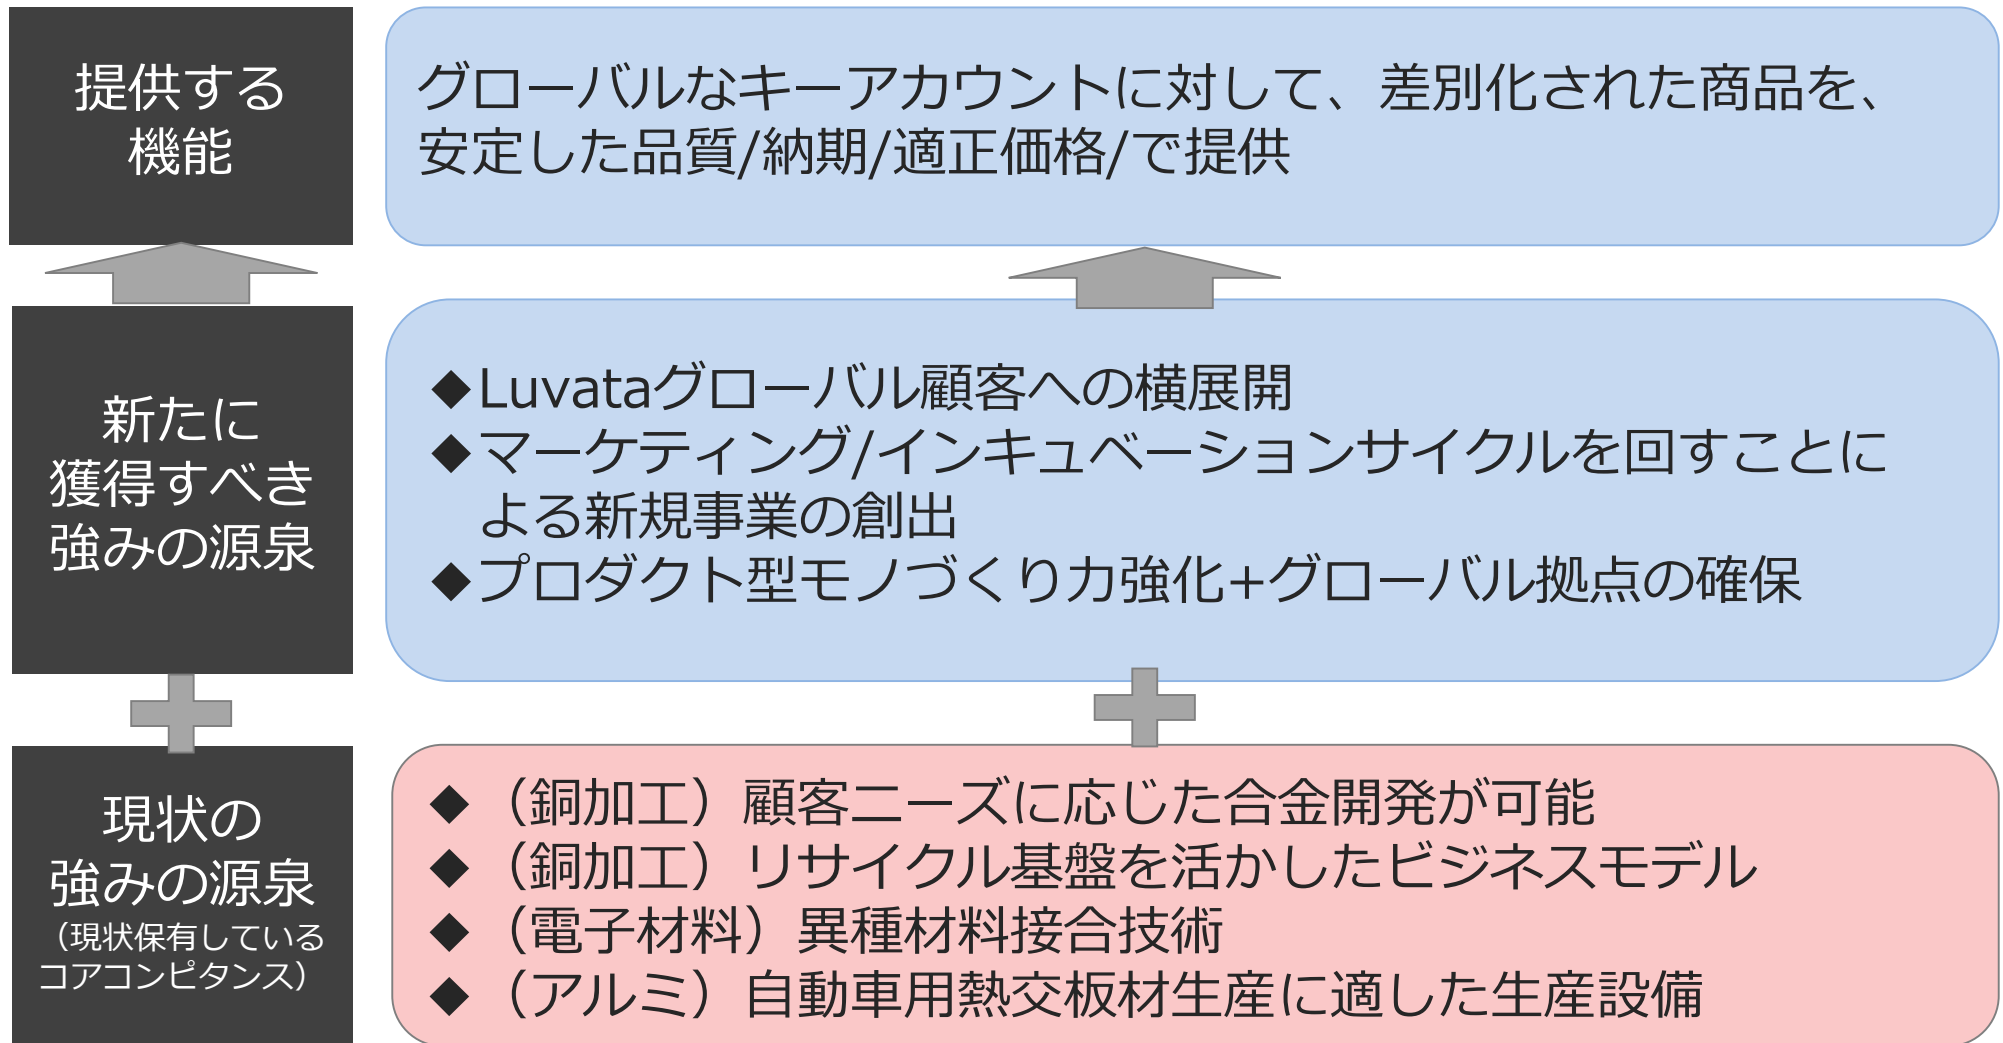 提供する
機能
グローバルなキーアカウントに対して、差別化された商品を、
安定した品質/納期/適正価格/で提供
新たに
獲得すべき
強みの源泉
◆Luvataグローバル顧客への横展開
◆マーケティング/インキュベーションサイクルを回すことに
よる新規事業の創出
◆プロダクト型モノづくり力強化+グローバル拠点の確保
現状の
強みの源泉
（現状保有している
コアコンピタンス）
◆（銅加工）顧客ニーズに応じた合金開発が可能
◆（銅加工）リサイクル基盤を活かしたビジネスモデル
◆（電子材料）異種材料接合技術
◆（アルミ）自動車用熱交板材生産に適した生産設備